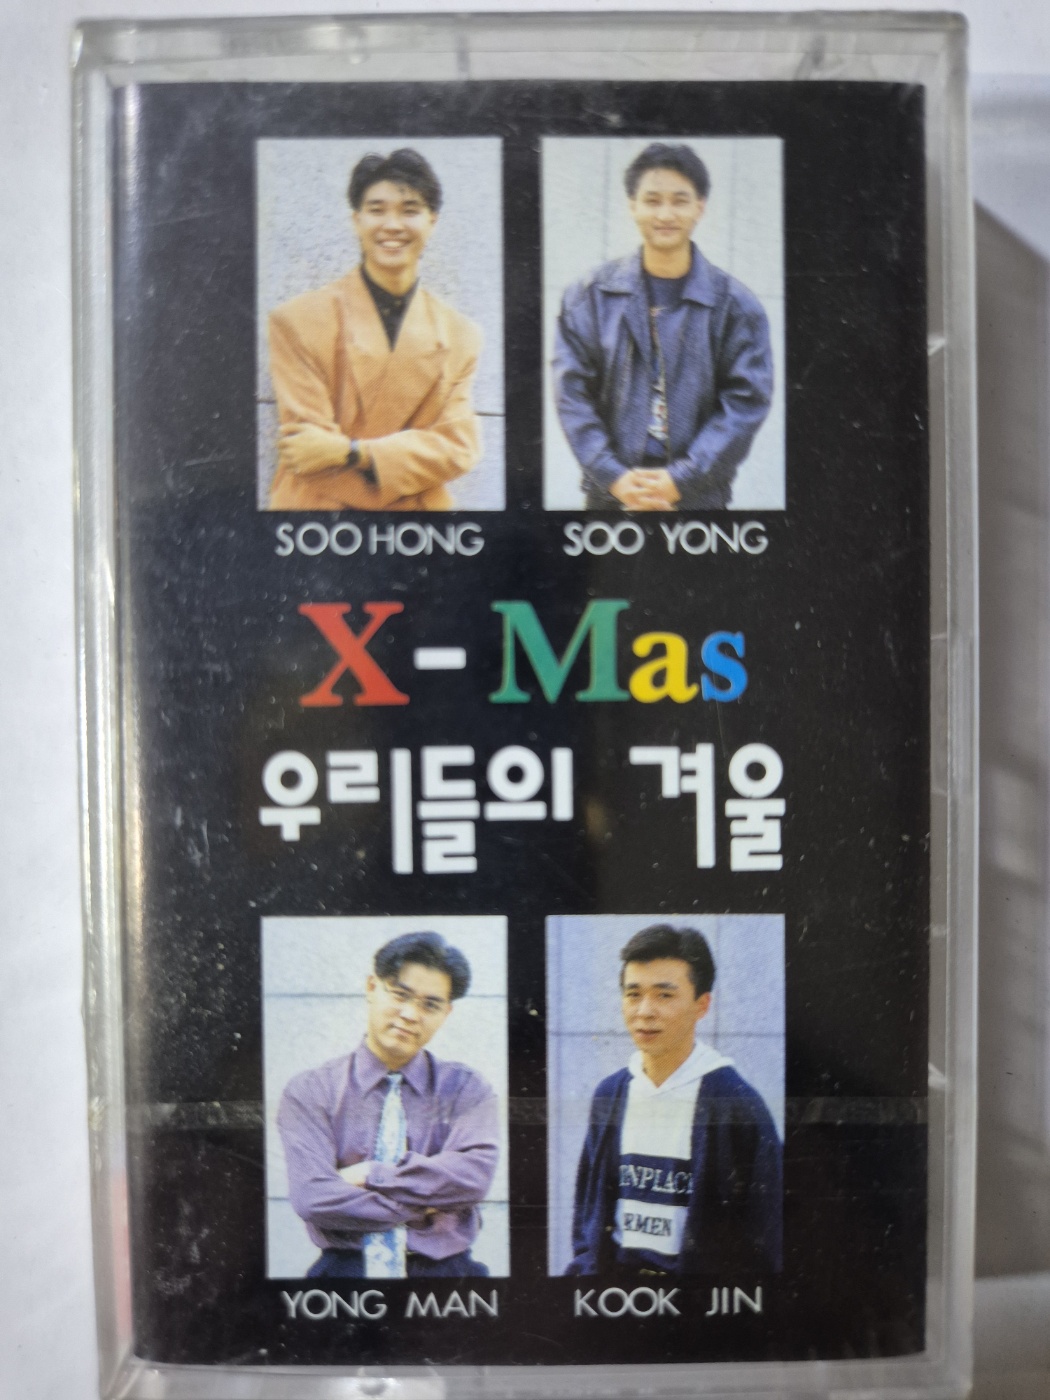 SOO HONG
SOO YONG
X-Mas
우리들의 겨울
YONG MAN
KOOK JIN